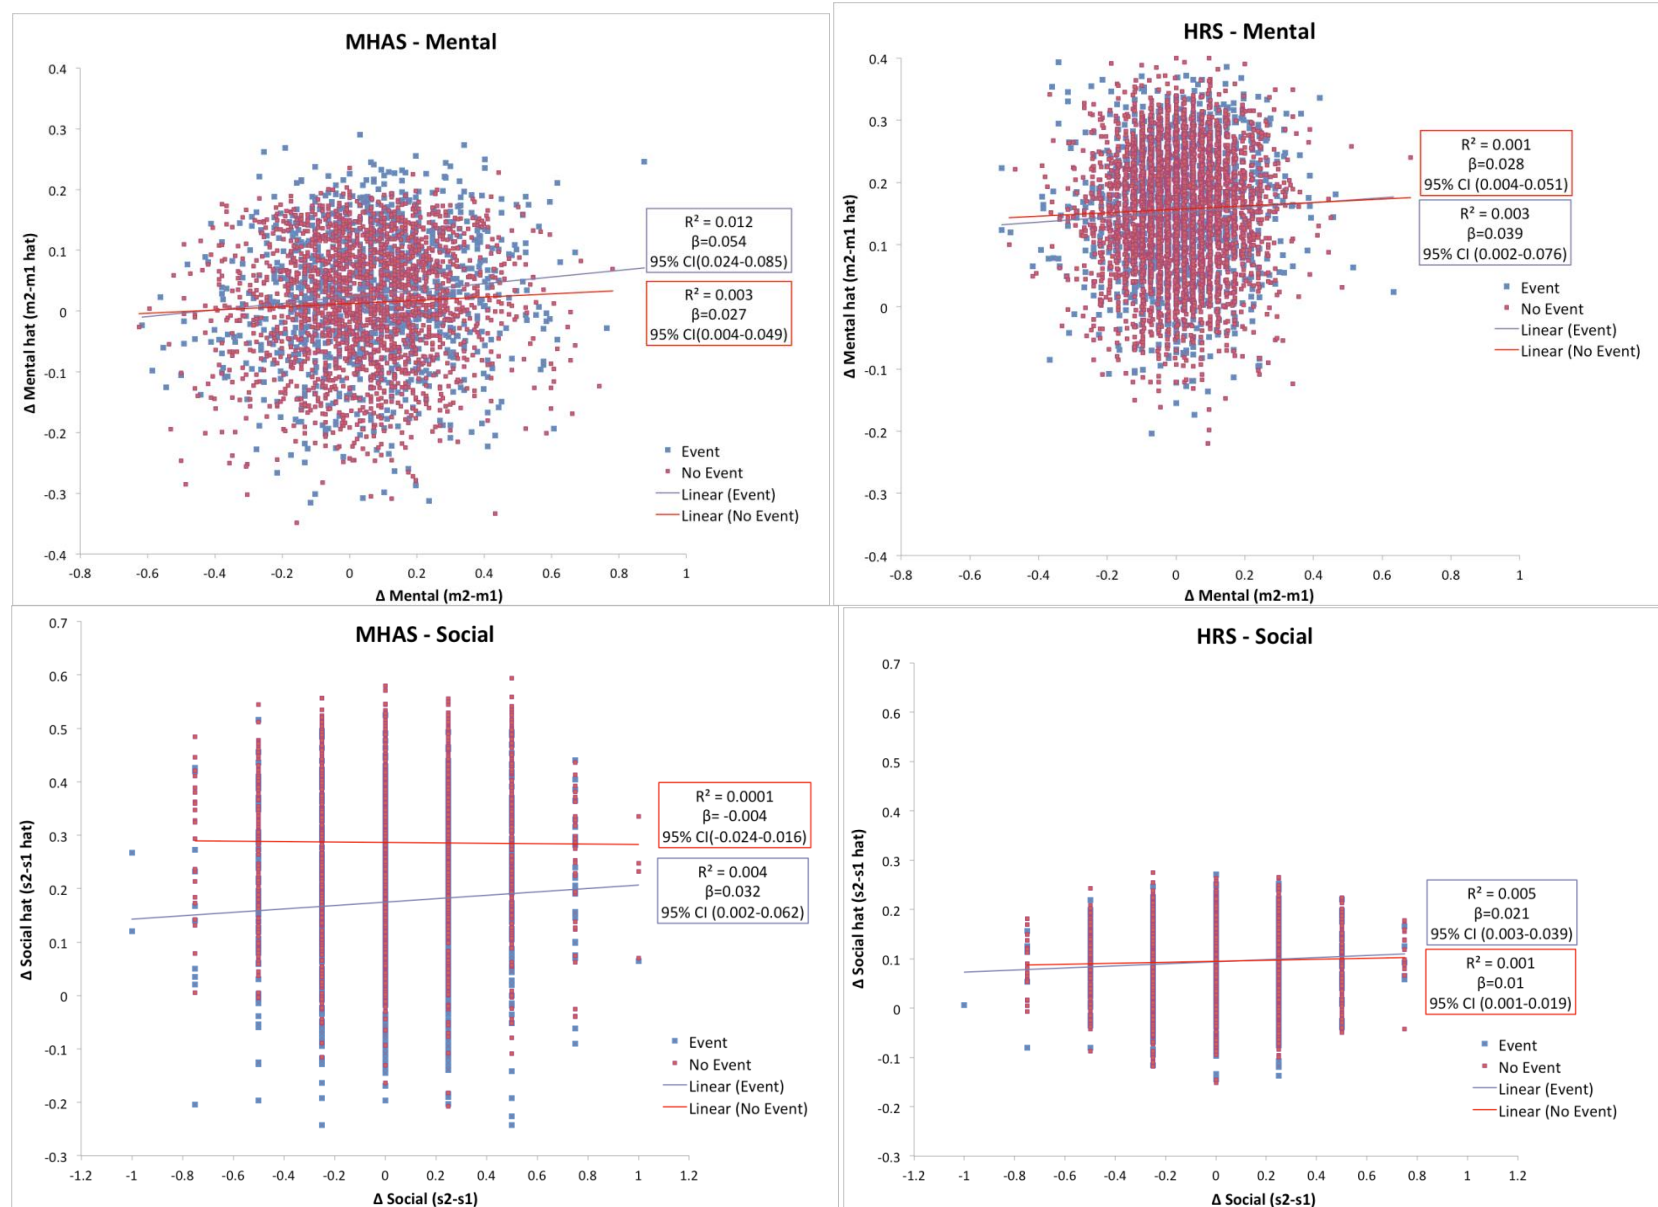 MHAS - Mental
Δ Mental hat (m2-m1 hat)
0.4
0.3
0.2
0.1
0
-0.1
-0.2
-0.3
-0.4
-0.8
-0.6
-0.4
-0.2
0
0.2
0.4
0.6
0.8
1
Δ Mental (m2-m1)
R² = 0.012
β=0.054
95% CI(0.024-0.085)
R² = 0.003
β=0.027
95% CI(0.004-0.049)
Event
No Event
Linear (Event)
Linear (No Event)
HRS - Mental
Δ Mental hat (m2-m1 hat)
0.4
0.3
0.2
0.1
0
-0.1
-0.2
-0.3
-0.4
-0.8
-0.6
-0.4
-0.2
0
0.2
0.4
0.6
0.8
1
Δ Mental (m2-m1)
R² = 0.001
β=0.028
95% CI (0.004-0.051)
R² = 0.003
β=0.039
95% CI (0.002-0.076)
Event
No Event
Linear (Event)
Linear (No Event)
MHAS - Social
Δ Social hat (s2-s1 hat)
0.7
0.6
0.5
0.4
0.3
0.2
0.1
0
-0.1
-0.2
-0.3
-1.2
-1
-0.8
-0.6
-0.4
-0.2
0
0.2
0.4
0.6
0.8
1
1.2
Δ Social (s2-s1)
R² = 0.0001
β= -0.004
95% CI(-0.024-0.016)
R² = 0.004
β=0.032
95% CI (0.002-0.062)
Event
No Event
Linear (Event)
Linear (No Event)
HRS - Social
Δ Social hat (s2-s1 hat)
0.7
0.6
0.5
0.4
0.3
0.2
0.1
0
-0.1
-0.2
-0.3
-1.2
-1
-0.8
-0.6
-0.4
-0.2
0
0.2
0.4
0.6
0.8
1
1.2
Δ Social (s2-s1)
R² = 0.005
β=0.021
95% CI (0.003-0.039)
R² = 0.001
β=0.01
95% CI (0.001-0.019)
Event
No Event
Linear (Event)
Linear (No Event)